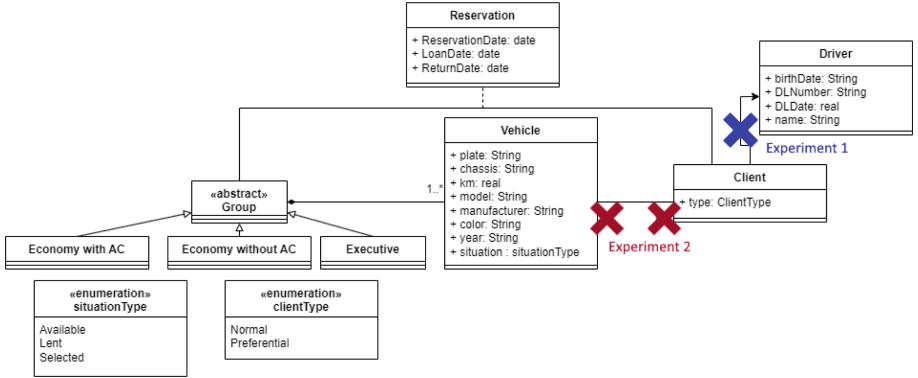 Reservation
+ ReservationDate: date
+ LoanDate: date
+ ReturnDate: date
Driver
+ birthDate: String
+ DLNumber: String
+ DLDate: real
+ name: String
Experiment 1
Vehicle
+ plate: String
+ chassis: String
+ km: real
+ model: String
+ manufacturer: String
+ color: String
+ year: String
+ situation : situationType
Client
+ type: ClientType
Experiment 2
«abstract»
Group
1..*
Economy with AC
Economy without AC
Executive
«enumeration»
situationType
Available
Lent
Selected
«enumeration»
clientType
Normal
Preferential